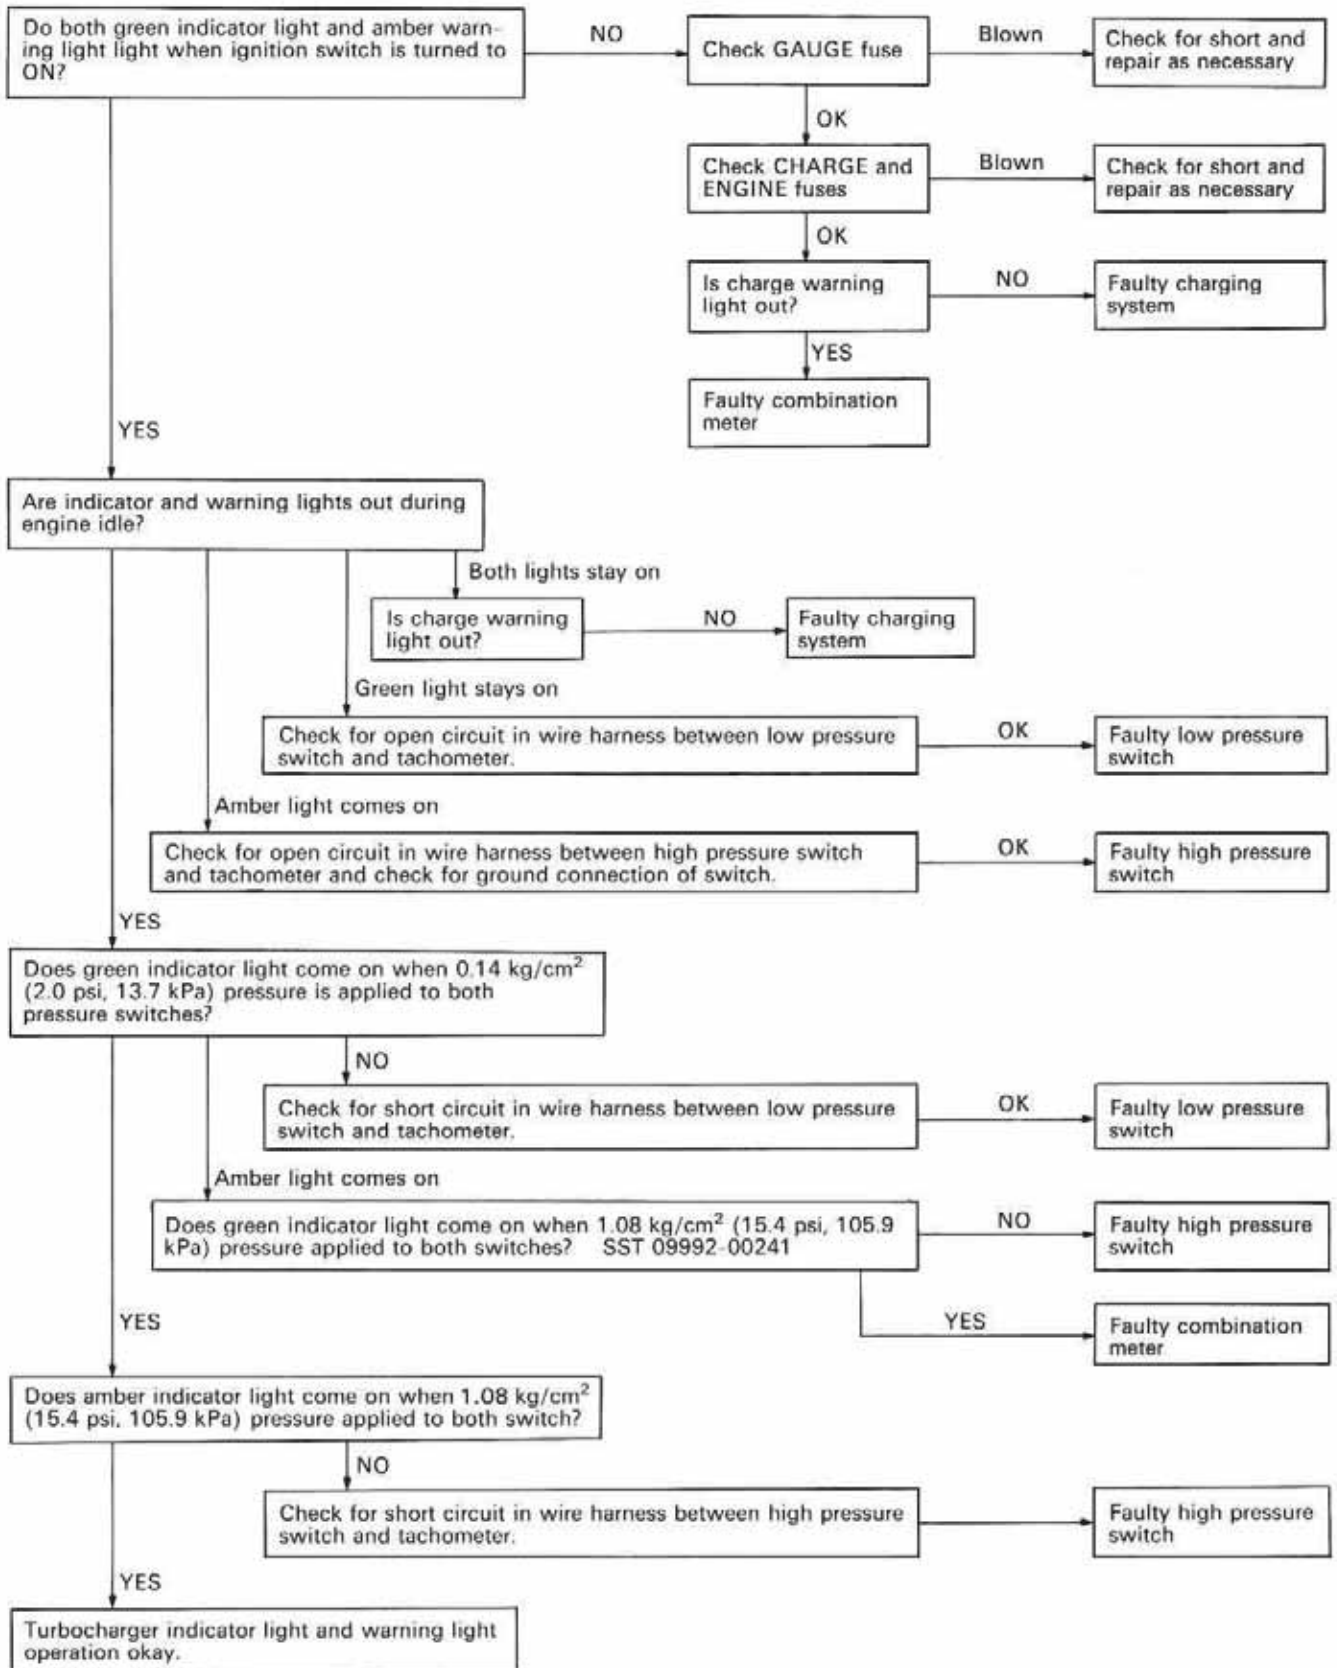 Do both green indicator light and amber warn-
ing light light when ignition switch is turned to
ON?
NO
Check GAUGE fuse
Blown
Check for short and
repair as necessary
OK
Check CHARGE and
ENGINE fuses
Blown
Check for short and
repair as necessary
OK
Is charge warning
light out?
NO
Faulty charging
system
YES
Faulty combination
meter
YES
Are indicator and warning lights out during
engine idle?
Both lights stay on
Is charge warning
light out?
NO
Faulty charging
system
Green light stays on
Check for open circuit in wire harness between low pressure
switch and tachometer.
OK
Faulty low pressure
switch
Amber light comes on
Check for open circuit in wire harness between high pressure switch
and tachometer and check for ground connection of switch.
OK
Faulty high pressure
switch
YES
Does green indicator light come on when 0.14 kg/cm²
(2.0 psi, 13.7 kPa) pressure is applied to both
pressure switches?
NO
Check for short circuit in wire harness between low pressure
switch and tachometer.
OK
Faulty low pressure
switch
Amber light comes on
Does green indicator light come on when 1.08 kg/cm² (15.4 psi, 105.9
kPa) pressure applied to both switches? SST 09992-00241
NO
Faulty high pressure
switch
YES
Faulty combination
meter
YES
Does amber indicator light come on when 1.08 kg/cm²
(15.4 psi, 105.9 kPa) pressure applied to both switch?
NO
Check for short circuit in wire harness between high pressure
switch and tachometer.
Faulty high pressure
switch
YES
Turbocharger indicator light and warning light
operation okay.